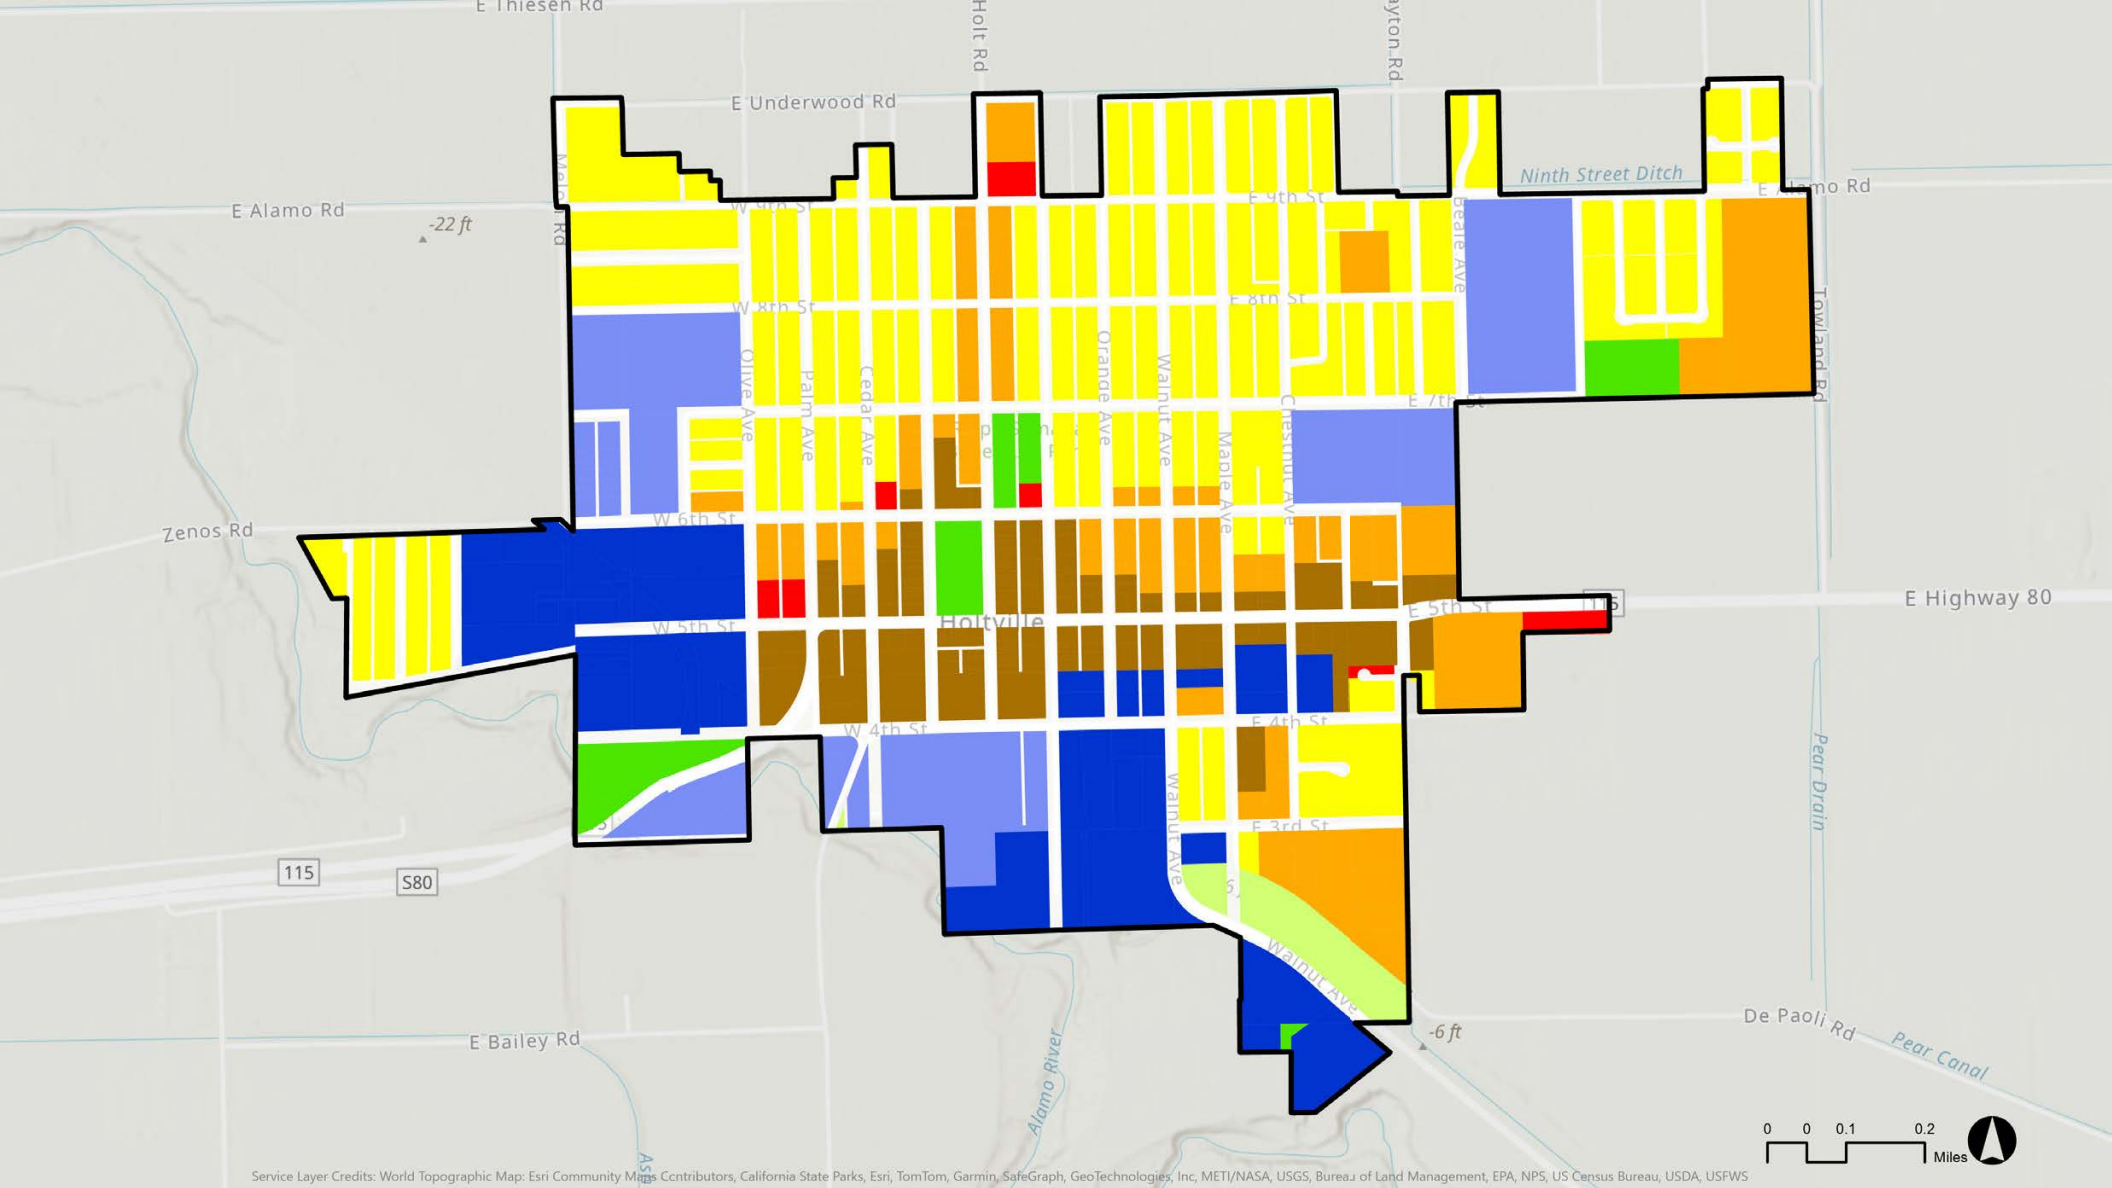 E Thiesen Rd
Holt Rd
ayton Rd
E Underwood Rd
Ninth Street Ditch
E Alamo Rd
E Alamo Rd
-22 ft
W 9th St
E 9th St
Beale Ave
W 8th St
E 8th St
Towland Rd
Olive Ave
Palm Ave
Cedar Ave
Orange Ave
Walnut Ave
Maple Ave
Chestnut Ave
E 7th St
Zenos Rd
W 6th St
W 5th St
Holtville
E 5th St
115
E Highway 80
W 4th St
E 4th St
Walnut Ave
E 3rd St
Pear Drain
115
S80
6
Walnut Ave
E Bailey Rd
Alamo River
-6 ft
De Paoli Rd
Pear Canal
0 0 0.1 0.2
Miles
Service Layer Credits: World Topographic Map: Esri Community Maps Contributors, California State Parks, Esri, TomTom, Garmin, SafeGraph, GeoTechnologies, Inc, METI/NASA, USGS, Bureau of Land Management, EPA, NPS, US Census Bureau, USDA, USFWS